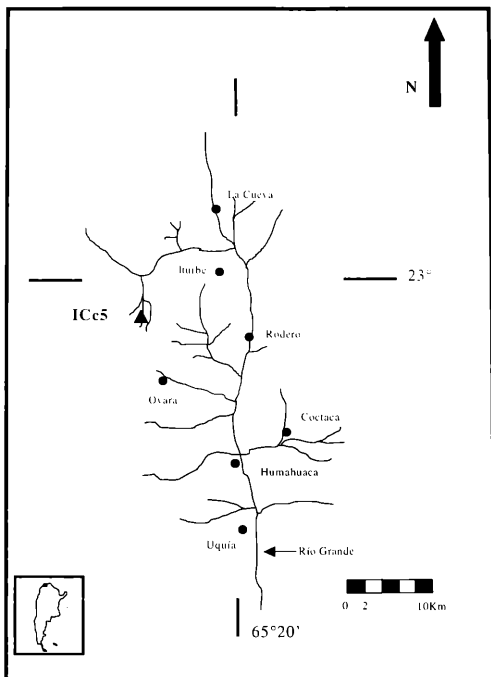 N
La Cueva
Iturbe
23°
ICc5
Rodero
Ovara
Coctaca
Humahuaca
Uquía
Río Grande
0 2 10Km
65°20'